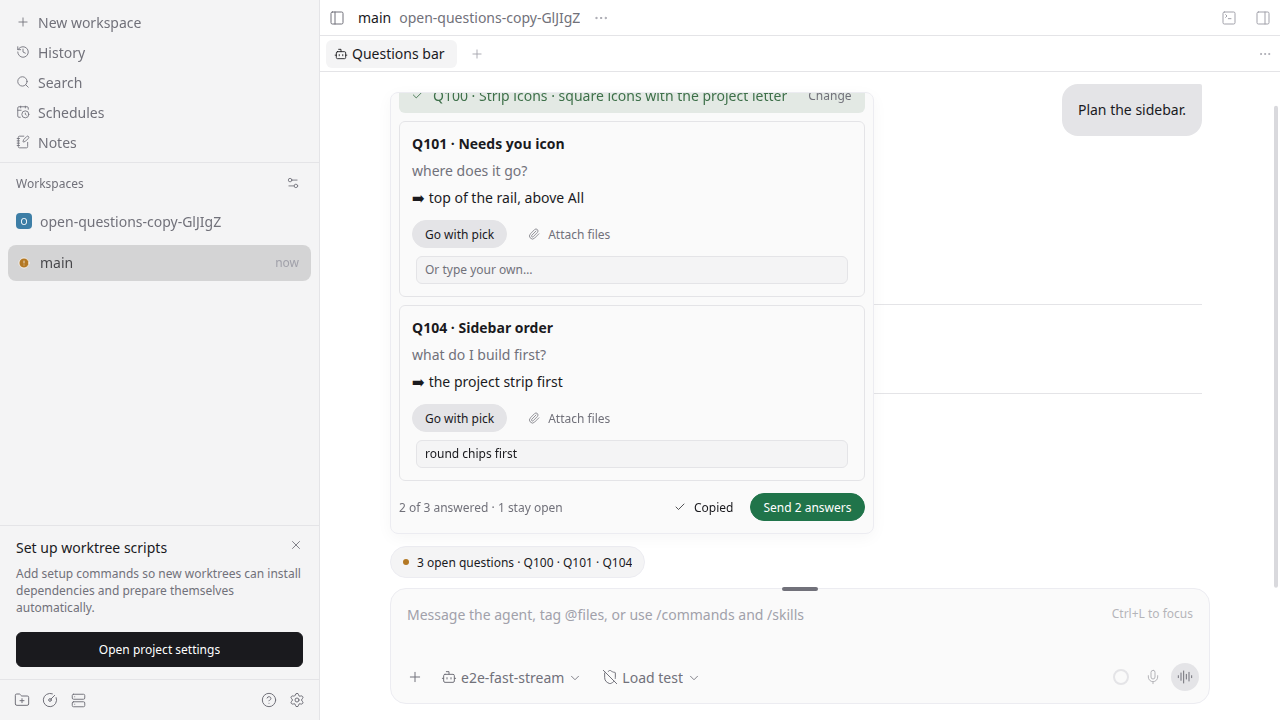 New workspace
History
Search
Schedules
Notes
Workspaces
O open-questions-copy-GlJIgZ
main now
Set up worktree scripts
Add setup commands so new worktrees can install
dependencies and prepare themselves
automatically.
Open project settings
main open-questions-copy-GlJIgZ
Questions bar
Plan the sidebar.
Q100 · Strip icons · square icons with the project letter Change
Q101 · Needs you icon
where does it go?
➡ top of the rail, above All
Go with pick Attach files
Or type your own...
Q104 · Sidebar order
what do I build first?
➡ the project strip first
Go with pick Attach files
round chips first
2 of 3 answered · 1 stay open Copied Send 2 answers
3 open questions · Q100 · Q101 · Q104
Message the agent, tag @files, or use /commands and /skills Ctrl+L to focus
e2e-fast-stream Load test